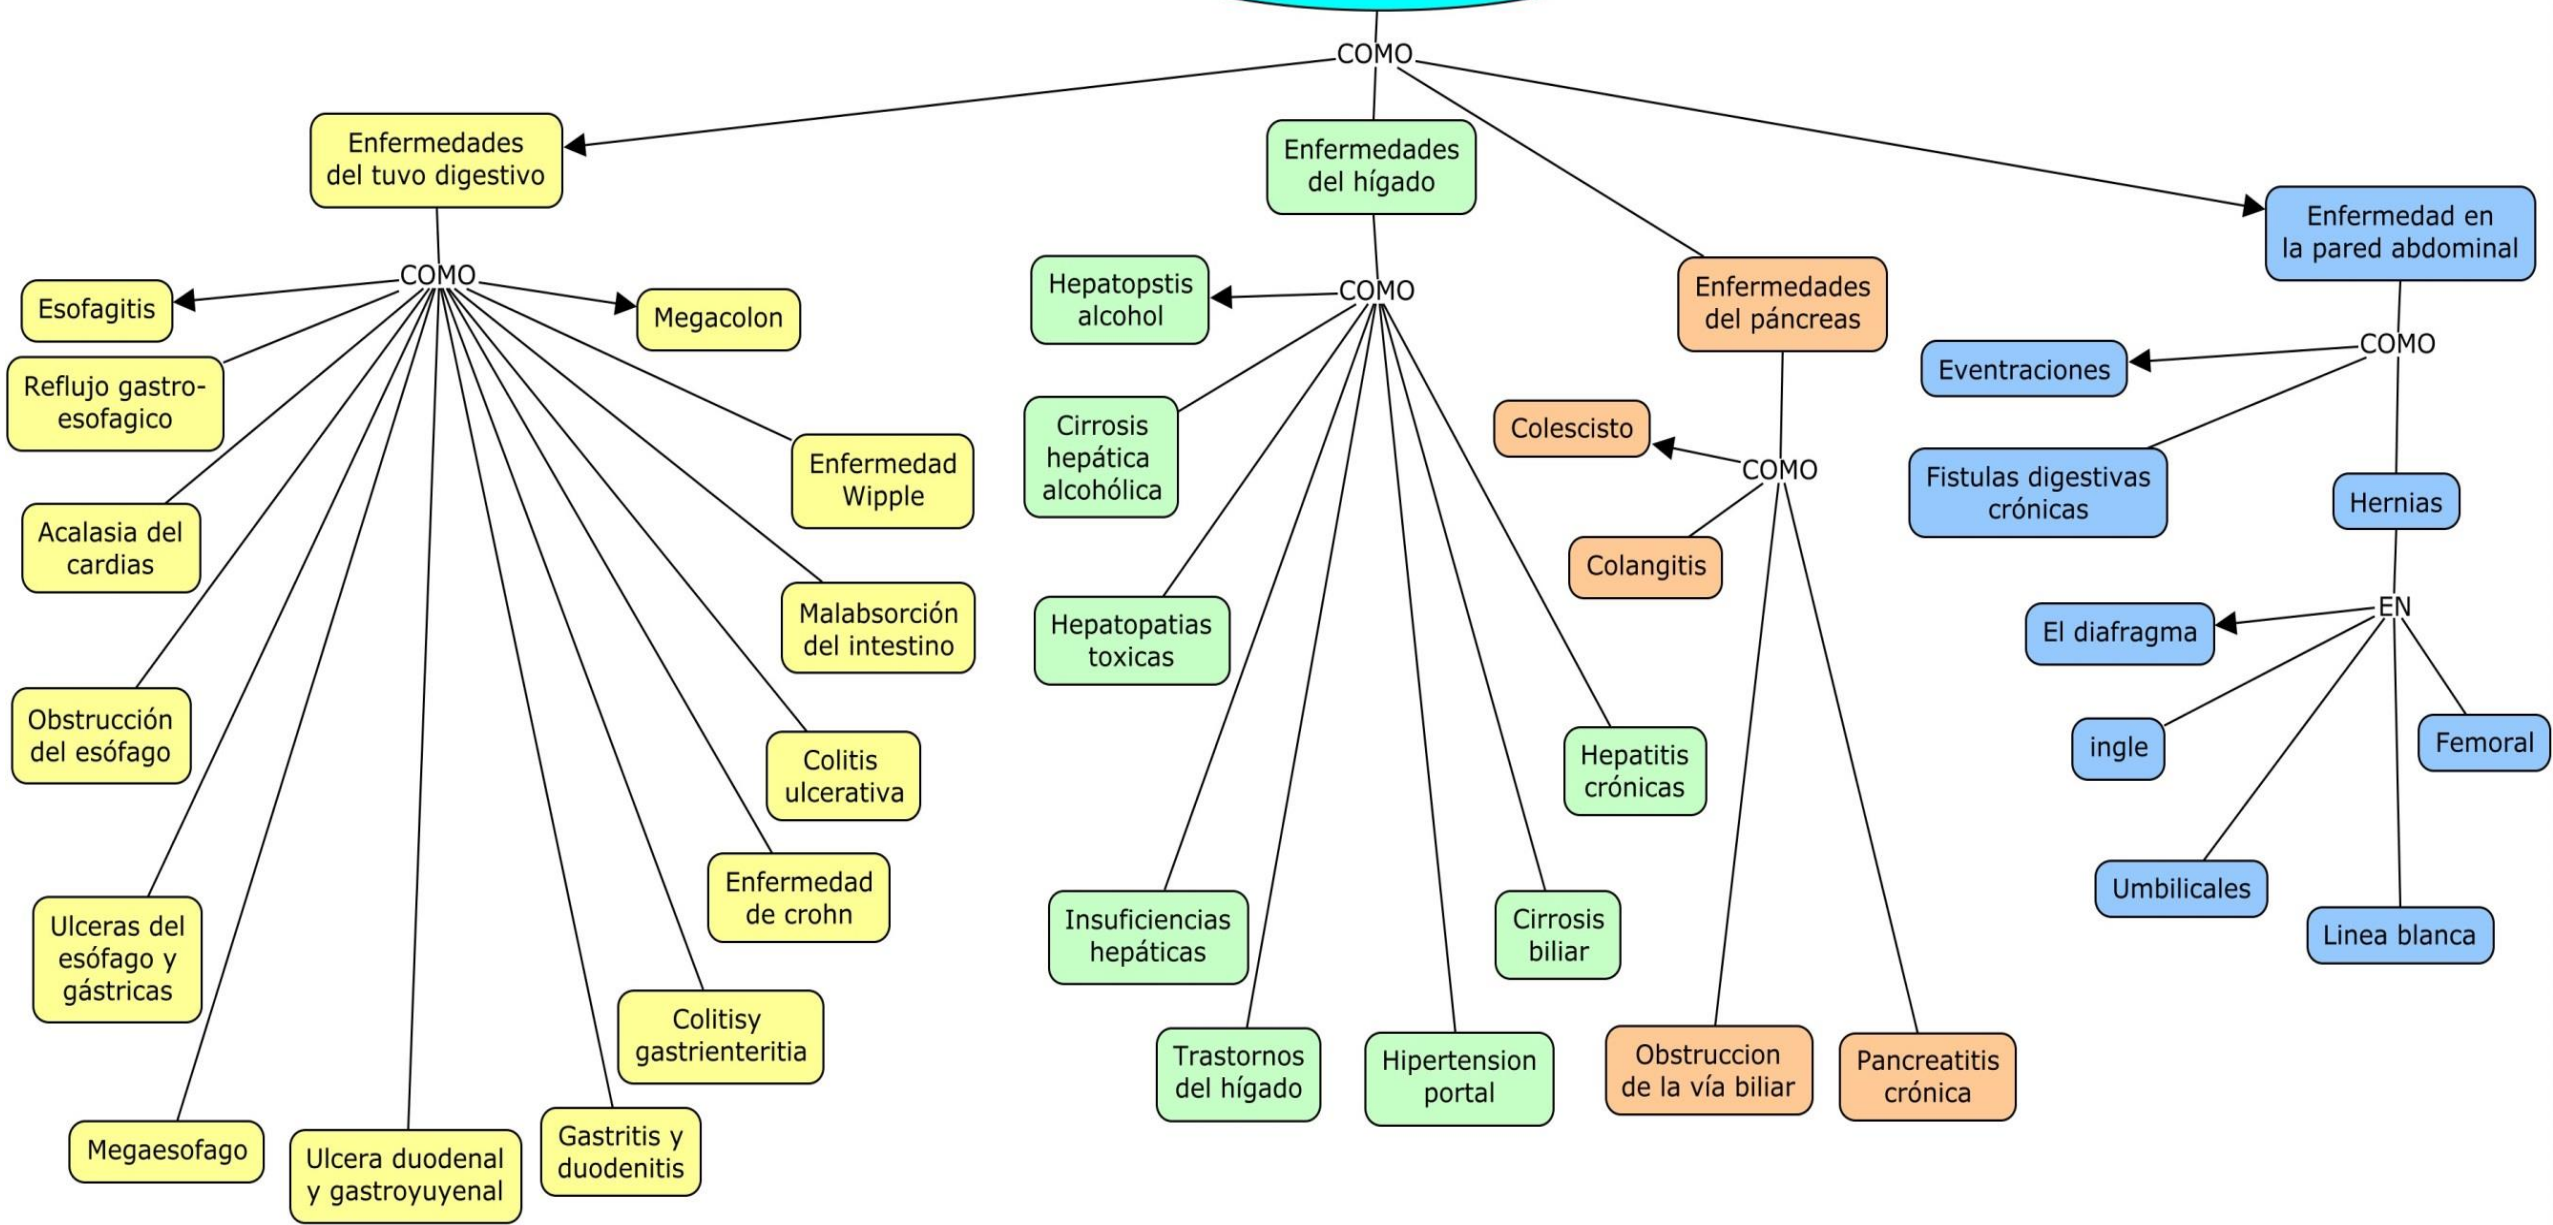 COMO
Enfermedades
del tuvo digestivo
COMO
Esofagitis
Reflujo gastro-
esofagico
Acalasia del
cardias
Obstrucción
del esófago
Ulceras del
esófago y
gástricas
Megaesofago
Ulcera duodenal
y gastroyuyenal
Gastritis y
duodenitis
Colitisy
gastrienteritia
Enfermedad
de crohn
Colitis
ulcerativa
Malabsorción
del intestino
Enfermedad
Wipple
Megacolon
Enfermedades
del hígado
COMO
Hepatopstis
alcohol
Cirrosis
hepática
alcohólica
Hepatopatias
toxicas
Insuficiencias
hepáticas
Trastornos
del hígado
Hipertension
portal
Cirrosis
biliar
Hepatitis
crónicas
Enfermedades
del páncreas
COMO
Colescisto
Colangitis
Obstruccion
de la vía biliar
Pancreatitis
crónica
Enfermedad en
la pared abdominal
COMO
Eventraciones
Fistulas digestivas
crónicas
Hernias
EN
El diafragma
ingle
Umbilicales
Linea blanca
Femoral